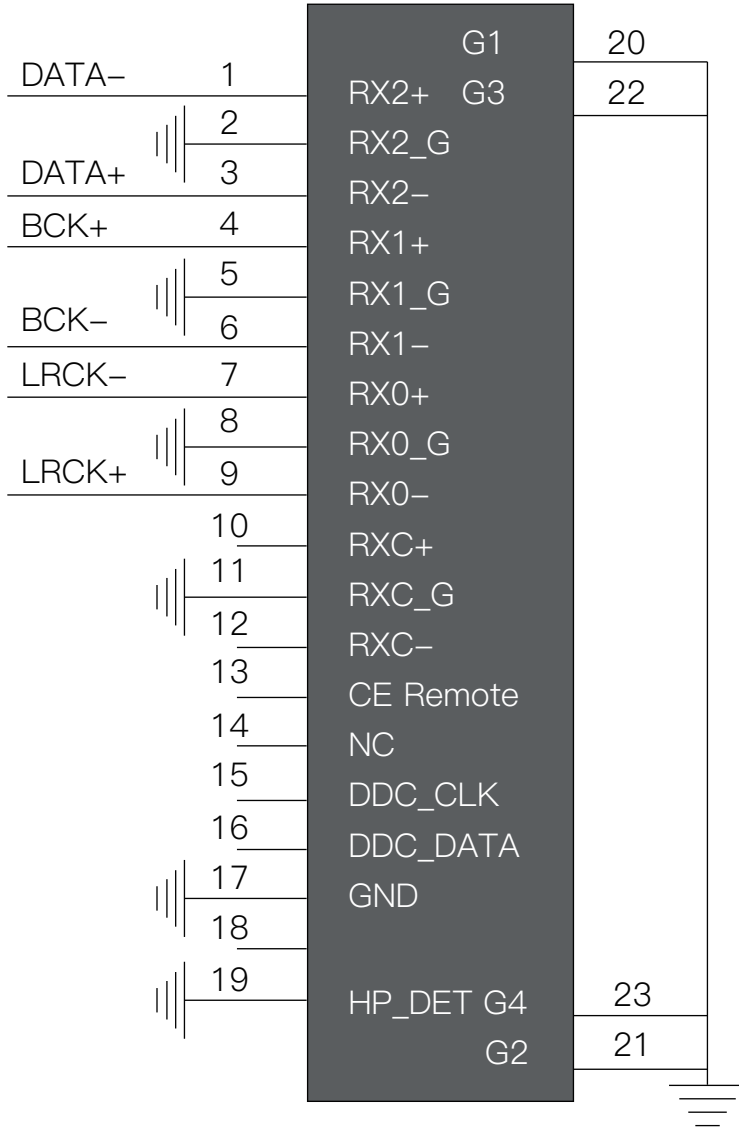 G1 20
DATA− 1 RX2+ G3 22
2 RX2_G
DATA+ 3 RX2−
BCK+ 4 RX1+
5 RX1_G
BCK− 6 RX1−
LRCK− 7 RX0+
8 RX0_G
LRCK+ 9 RX0−
10 RXC+
11 RXC_G
12 RXC−
13 CE Remote
14 NC
15 DDC_CLK
16 DDC_DATA
17 GND
18
19 HP_DET G4 23
G2 21